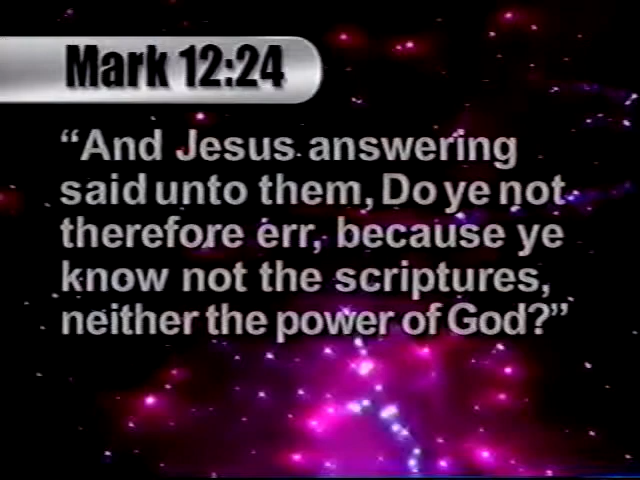 Mark 12:24
“And Jesus answering
said unto them, Do ye not
therefore err, because ye
know not the scriptures,
neither the power of God?”